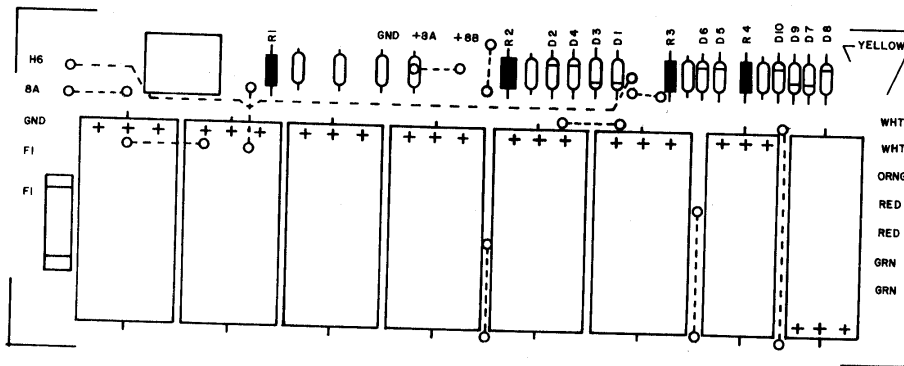 R1
GND +8A +8B
R2
D2
D4
D3
D1
R3
D6
D5
R4
D10
D9
D7
D8
YELLOW
H6
8A
GND
F1
F1
+ + +
+ + +
+ + +
+ + +
+ + +
+ + +
+ + +
+ + +
WHT
WHT
ORNG
RED
RED
GRN
GRN